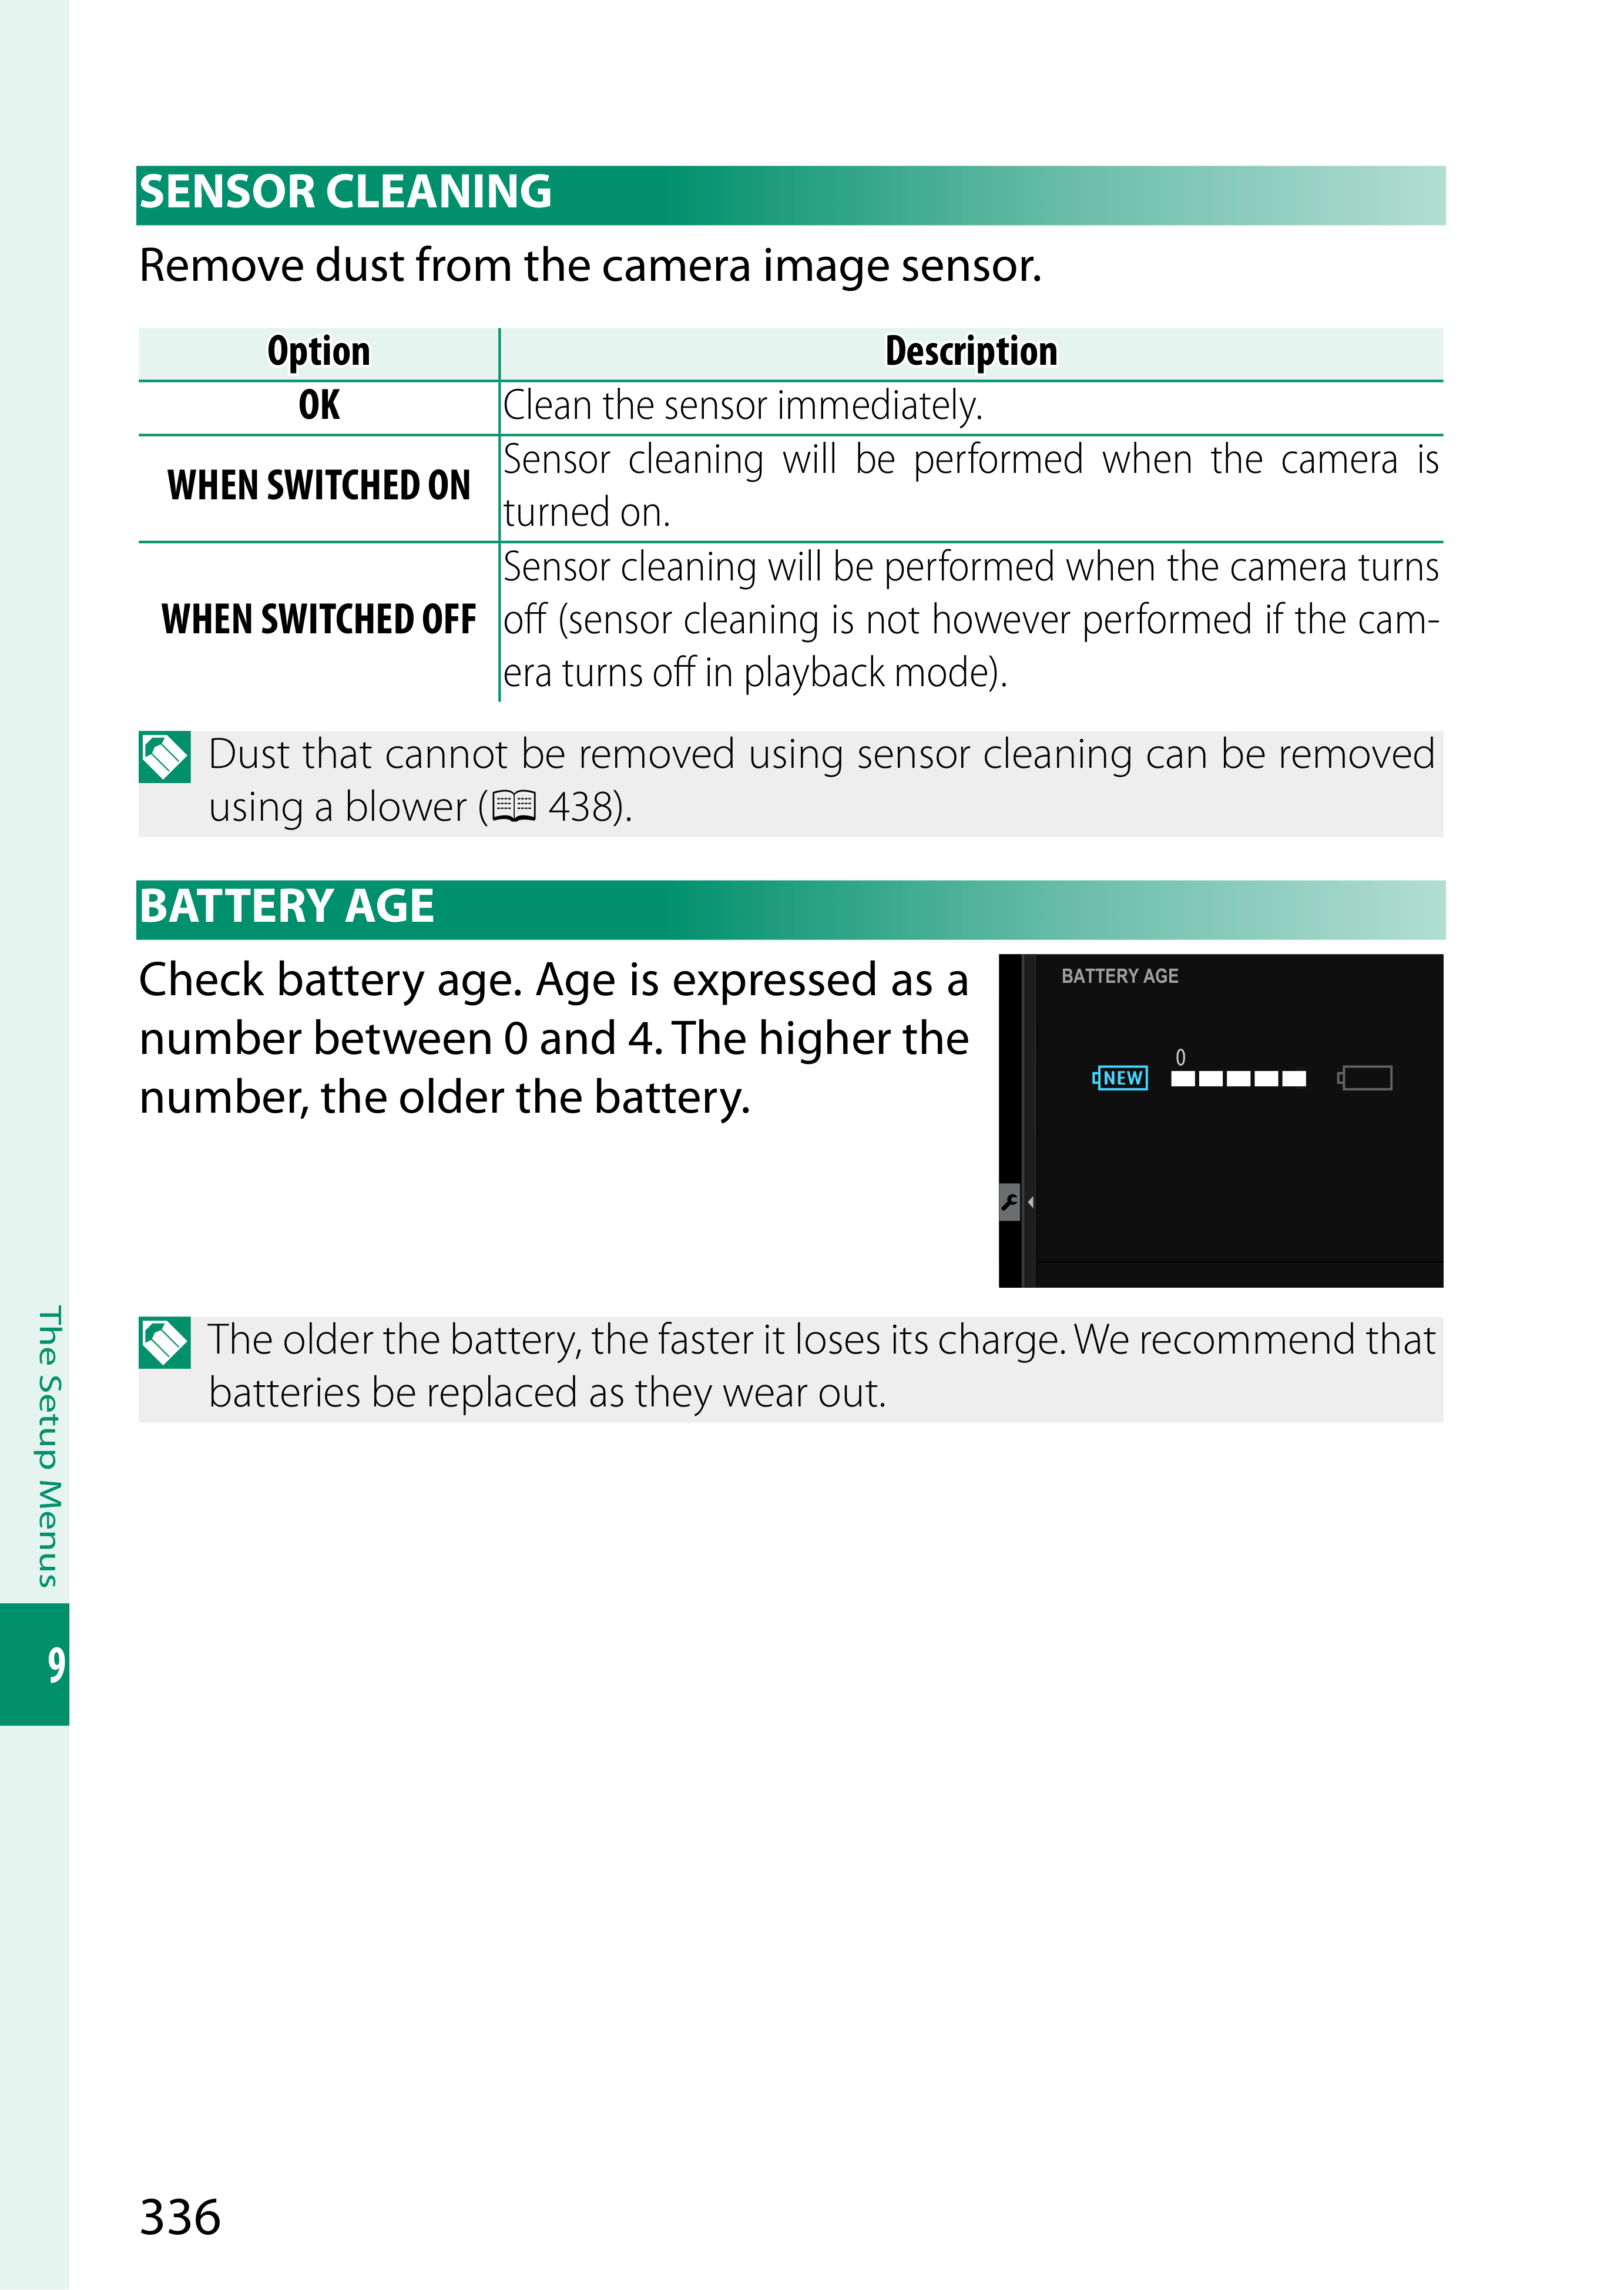 SENSOR CLEANING
Remove dust from the camera image sensor.
Option Description
OK Clean the sensor immediately.
WHEN SWITCHED ON Sensor cleaning will be performed when the camera is
turned on.
WHEN SWITCHED OFF Sensor cleaning will be performed when the camera turns
off (sensor cleaning is not however performed if the cam-
era turns off in playback mode).
Dust that cannot be removed using sensor cleaning can be removed
using a blower (438).
BATTERY AGE
Check battery age. Age is expressed as a
number between 0 and 4. The higher the
number, the older the battery.
BATTERY AGE
0
NEW
The older the battery, the faster it loses its charge. We recommend that
batteries be replaced as they wear out.
The Setup Menus
9
336